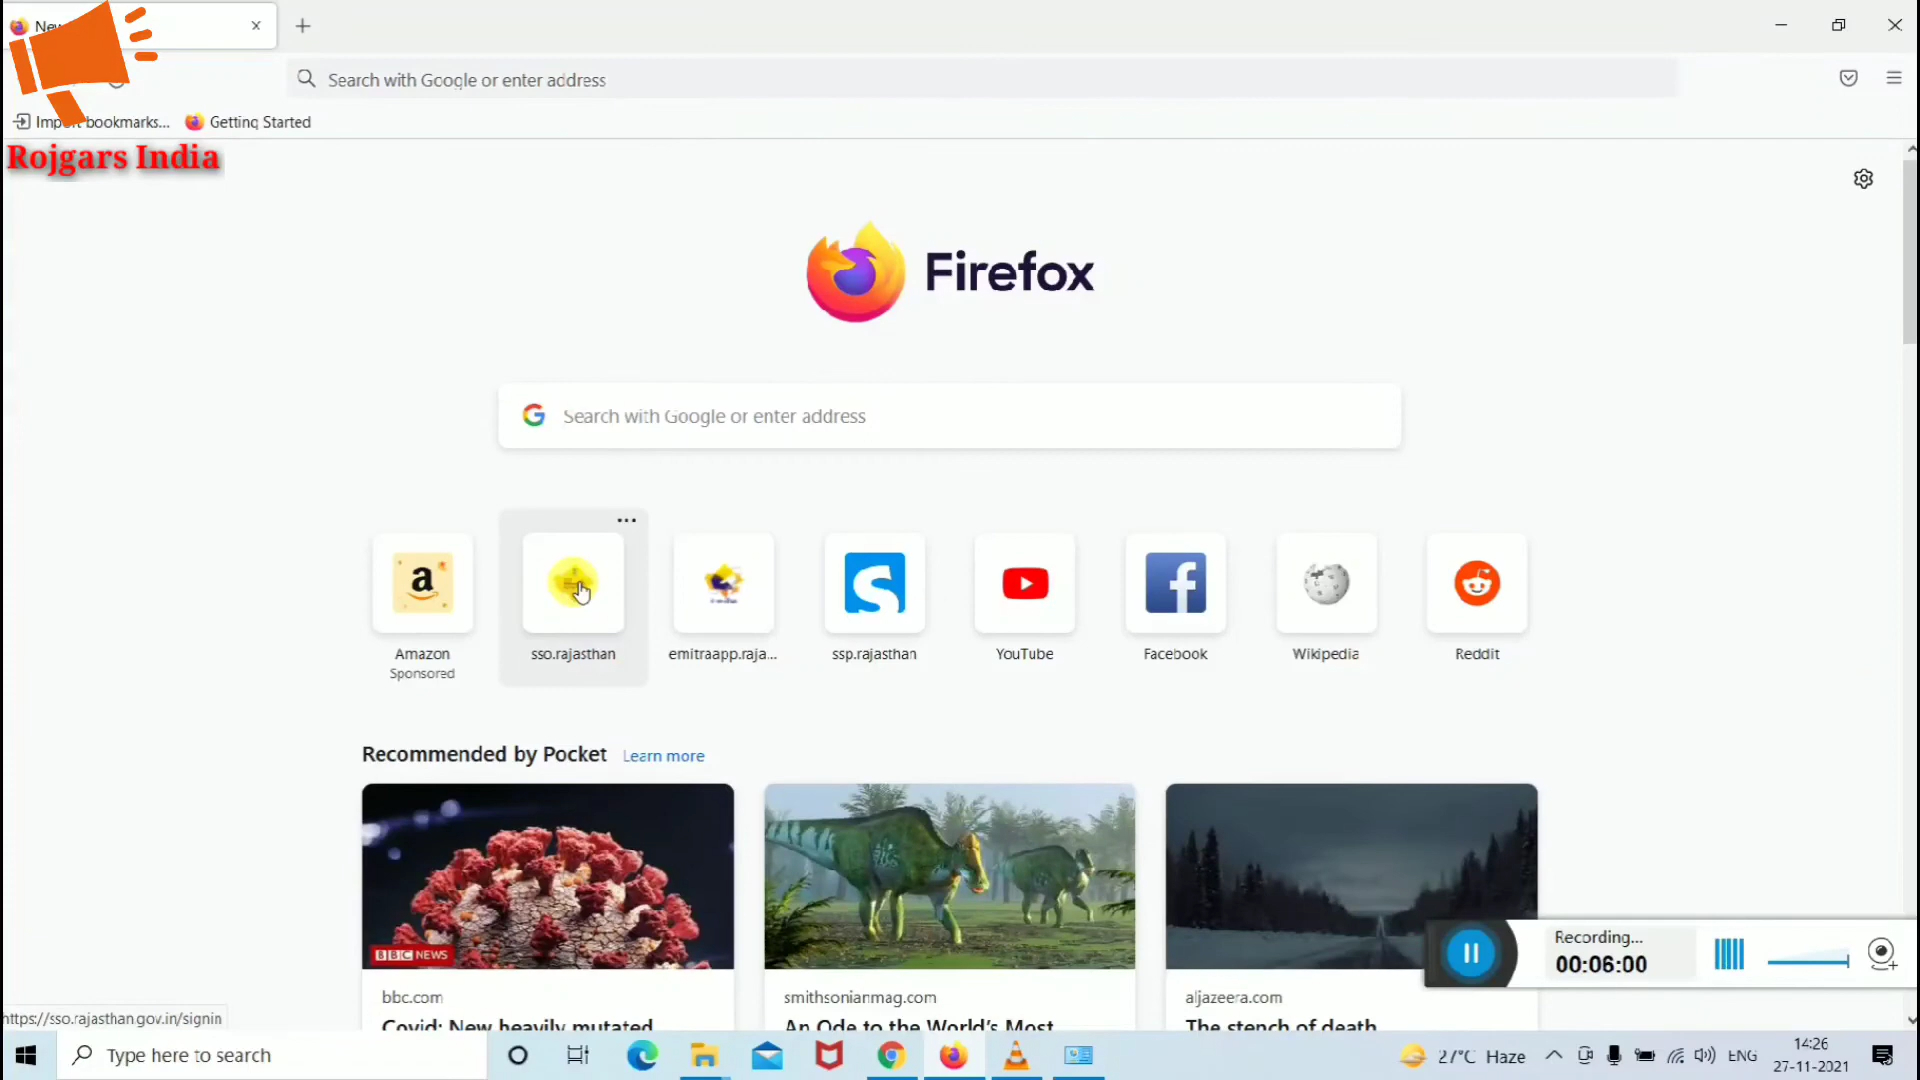 New
Search with Google or enter address
Import bookmarks...
Getting Started
Rojgars India
Firefox
Search with Google or enter address
Amazon
Sponsored
sso.rajasthan
emitraapp.raja...
ssp.rajasthan
YouTube
Facebook
Wikipedia
Reddit
Recommended by Pocket
Learn more
BBC NEWS
bbc.com
Covid: New heavily mutated
smithsonianmag.com
An Ode to the World's Most
aljazeera.com
The stench of death
Recording...
00:06:00
https://sso.rajasthan.gov.in/signin
Type here to search
27°C Haze
ENG
14:26
27-11-2021